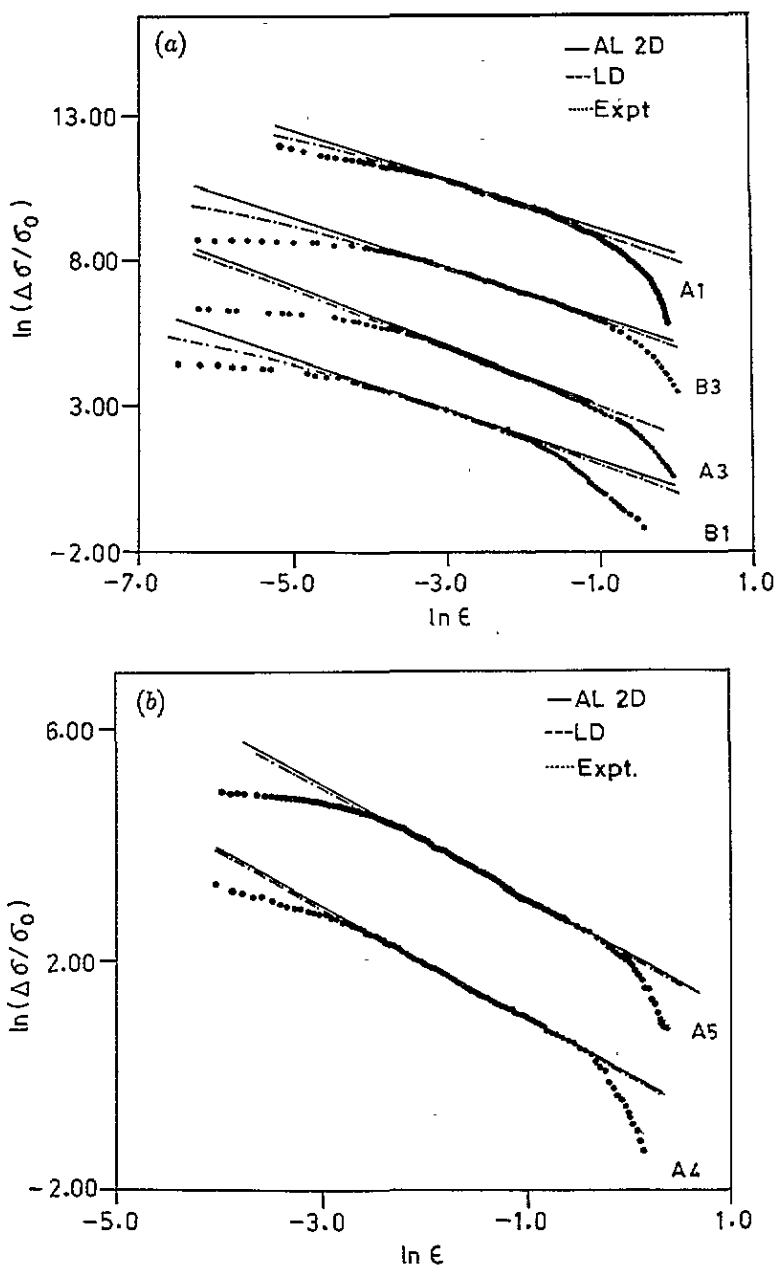 (a)
— AL 2D
--- LD
······ Expt
13.00
8.00
3.00
-2.00
ln(Δσ/σ₀)
A1
B3
A3
B1
-7.0 -5.0 -3.0 -1.0 1.0
ln ϵ
(b)
— AL 2D
--- LD
······ Expt.
6.00
2.00
-2.00
ln(Δσ/σ₀)
A5
A4
-5.0 -3.0 -1.0 1.0
ln ϵ